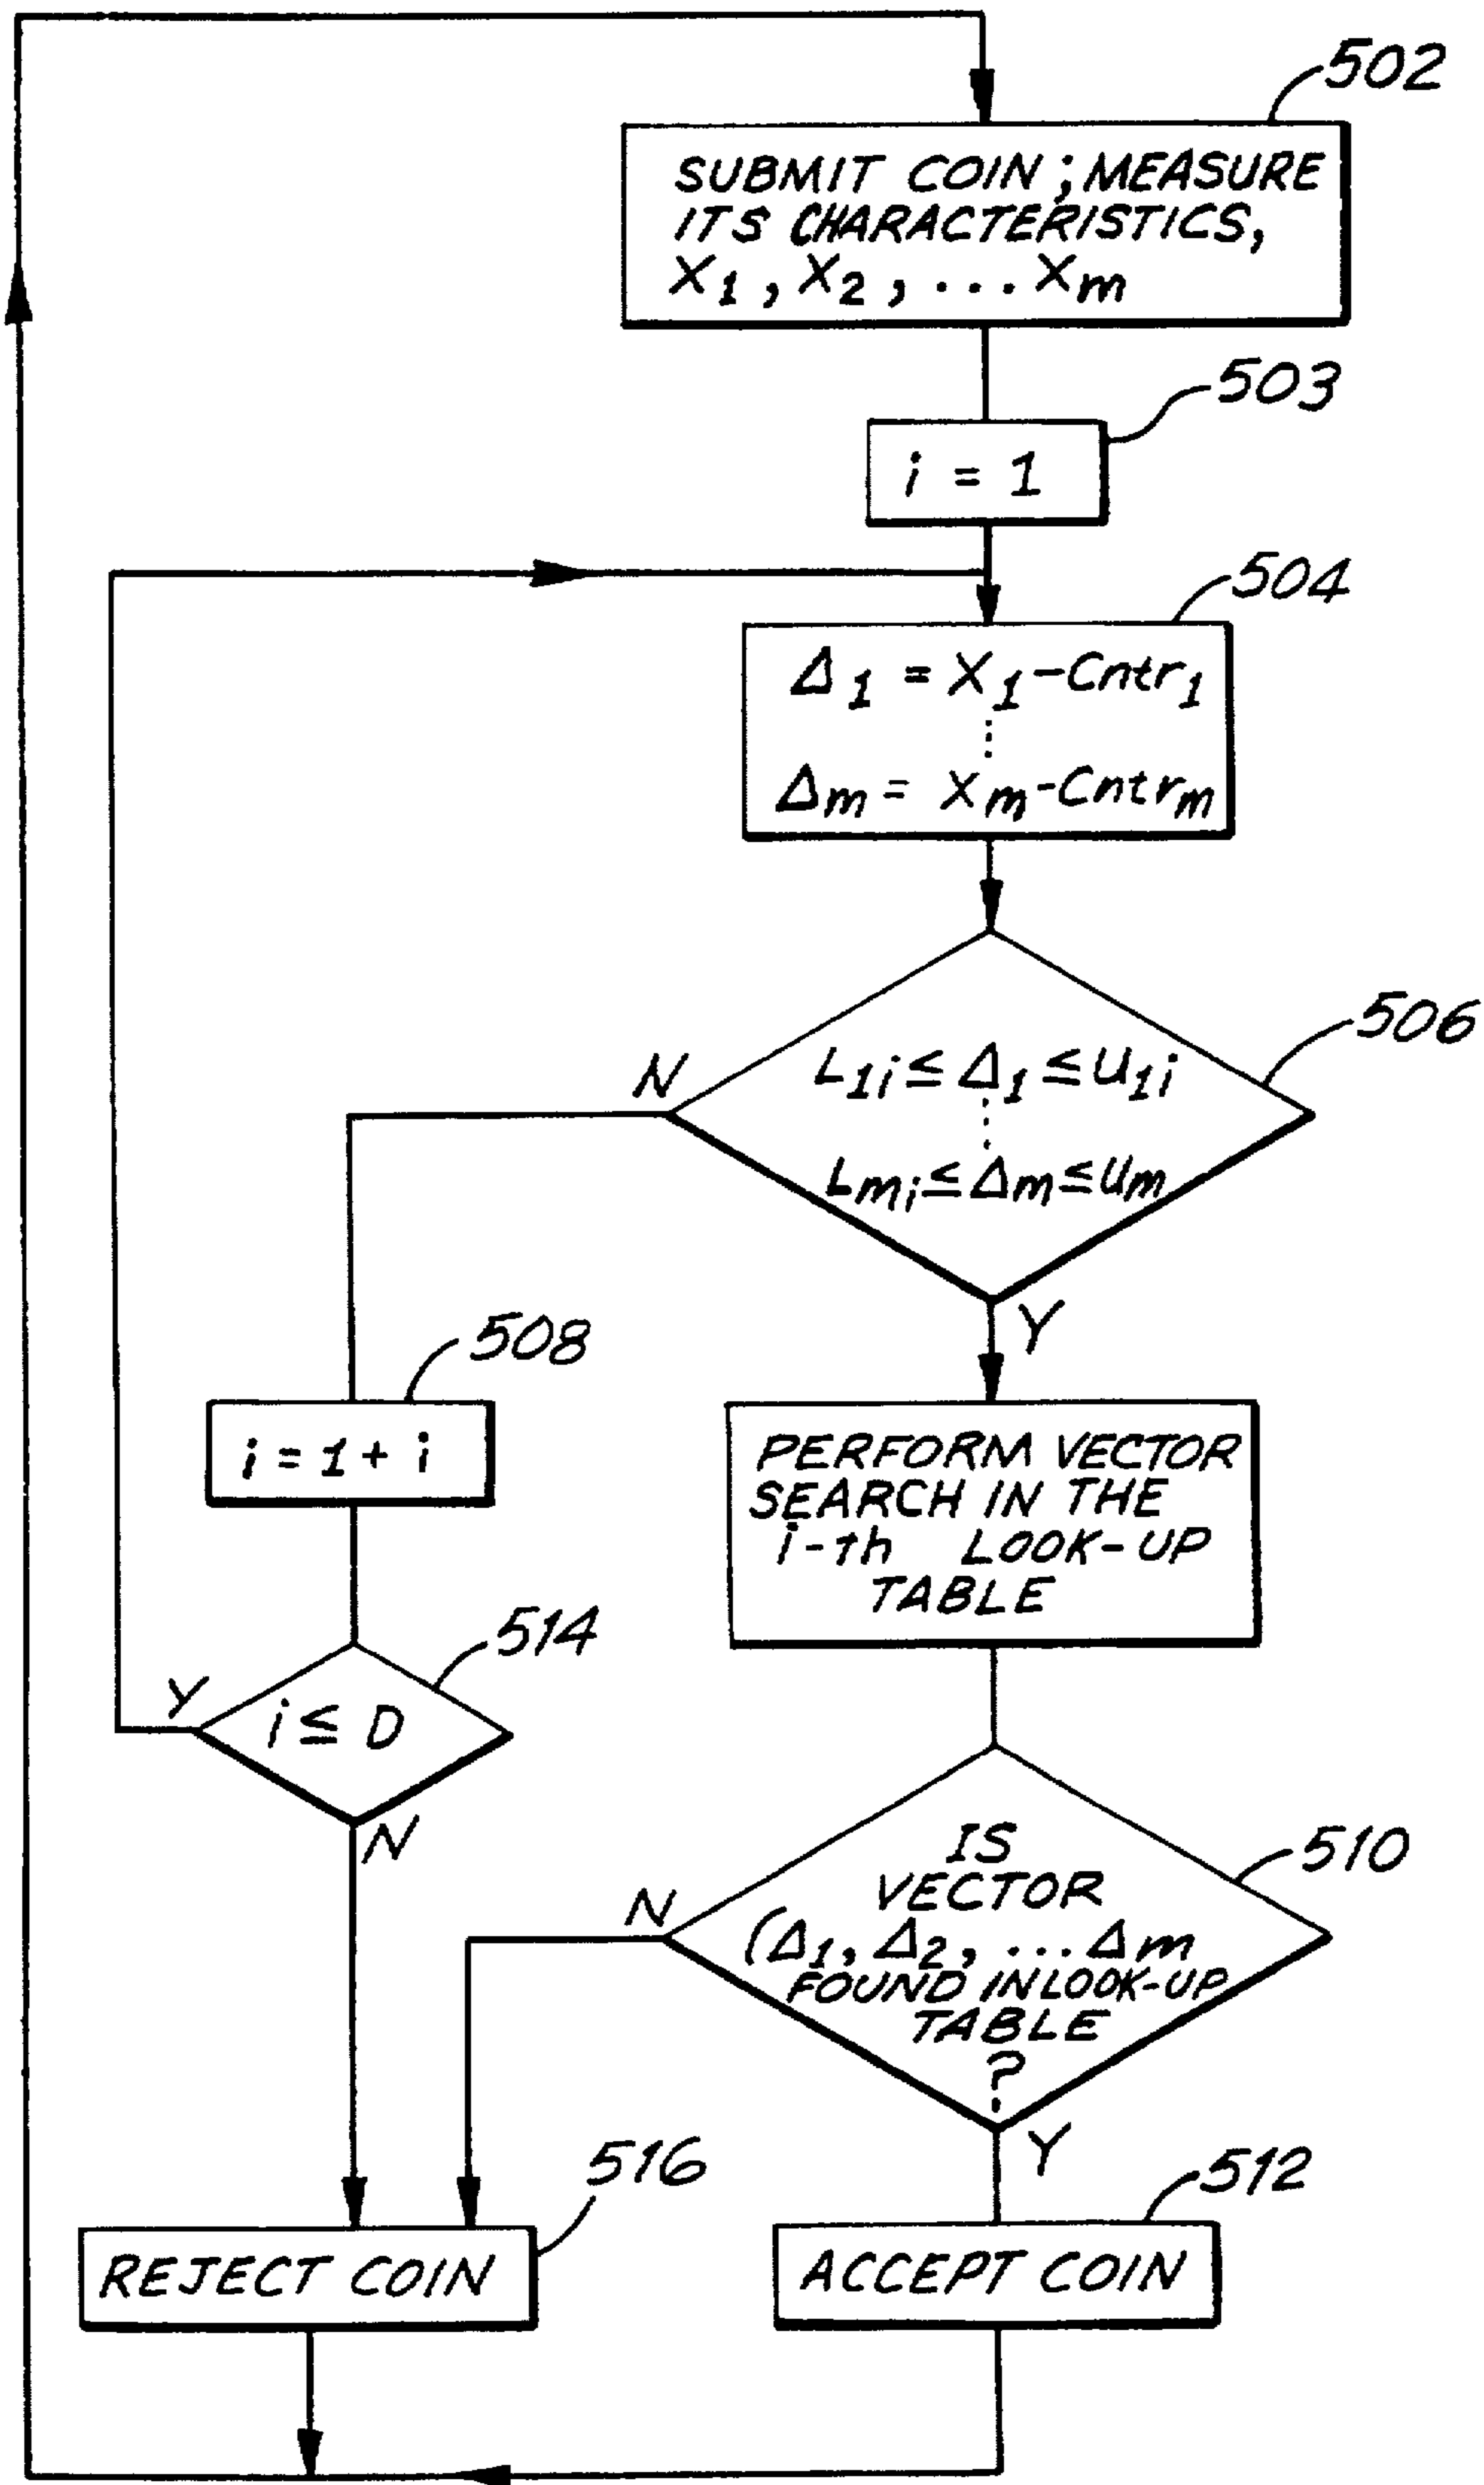 502
SUBMIT COIN ; MEASURE
ITS CHARACTERISTICS,
X1 , X2 , ... Xm
503
i = 1
504
Δ1 = X1-Cntr1
⋮
Δm = Xm-Cntrm
506
N
L1i ≤ Δ1 ≤ U1i
⋮
Lmi ≤ Δm ≤ Um
Y
508
i = 1 + i
PERFORM VECTOR
SEARCH IN THE
i-th LOOK-UP
TABLE
514
Y
i ≤ D
N
510
N
IS
VECTOR
(Δ1, Δ2, ... Δm
FOUND IN LOOK-UP
TABLE
?
Y
516
REJECT COIN
512
ACCEPT COIN